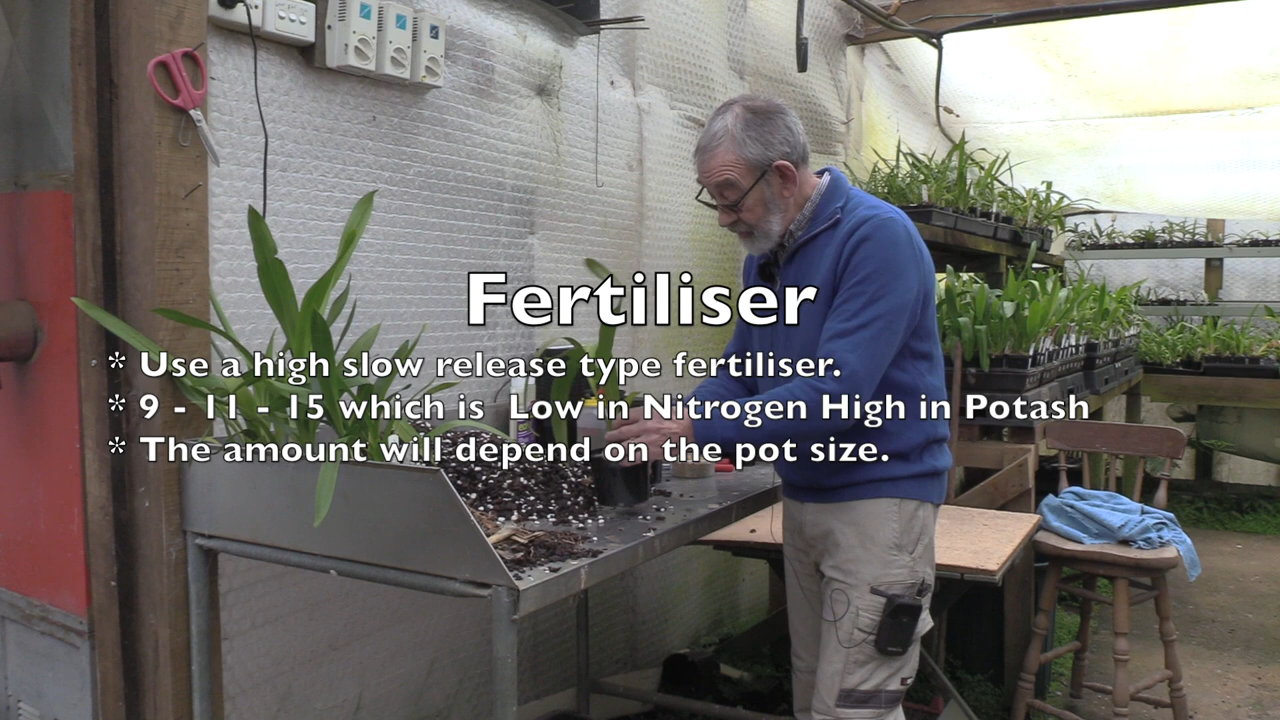 Fertiliser
* Use a high slow release type fertiliser.
* 9 - 11 - 15 which is  Low in Nitrogen High in Potash
* The amount will depend on the pot size.